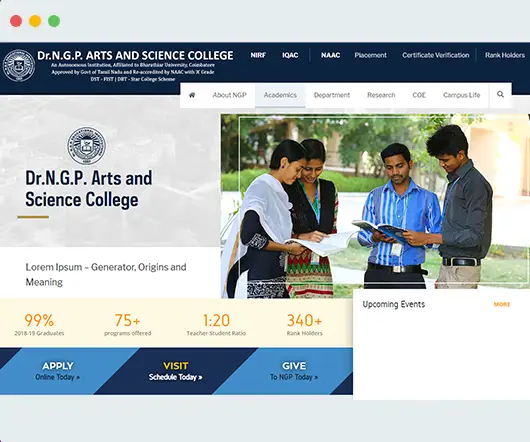 Dr.N.G.P. ARTS AND SCIENCE COLLEGE
An Autonomous Institution, Affiliated to Bharathiar University, Coimbatore
Approved by Govt of Tamil Nadu and Re-accredited by NAAC with 'A' Grade
DST - FIST | DBT - Star College Scheme
NIRF IQAC NAAC Placement Certificate Verification Rank Holders
About NGP Academics Department Research COE Campus Life
Dr.N.G.P. Arts and
Science College
Lorem Ipsum – Generator, Origins and
Meaning
99% 75+ 1:20 340+
2018-19 Graduates programs offered Teacher Student Ratio Rank Holders
Upcoming Events MORE
APPLY VISIT GIVE
Online Today » Schedule Today » To NGP Today »